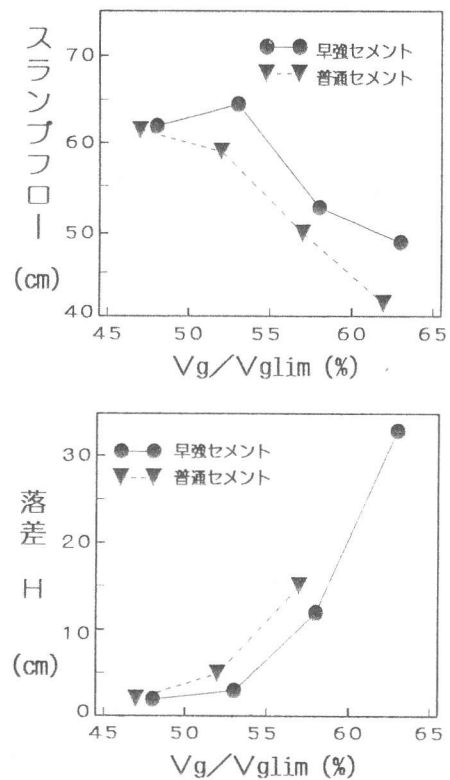 70
60
50
40
スランプフロー
(cm)
早強セメント
普通セメント
45 50 55 60 65
Vg/Vglim (%)
30
20
10
0
落差 H
(cm)
早強セメント
普通セメント
45 50 55 60 65
Vg/Vglim (%)